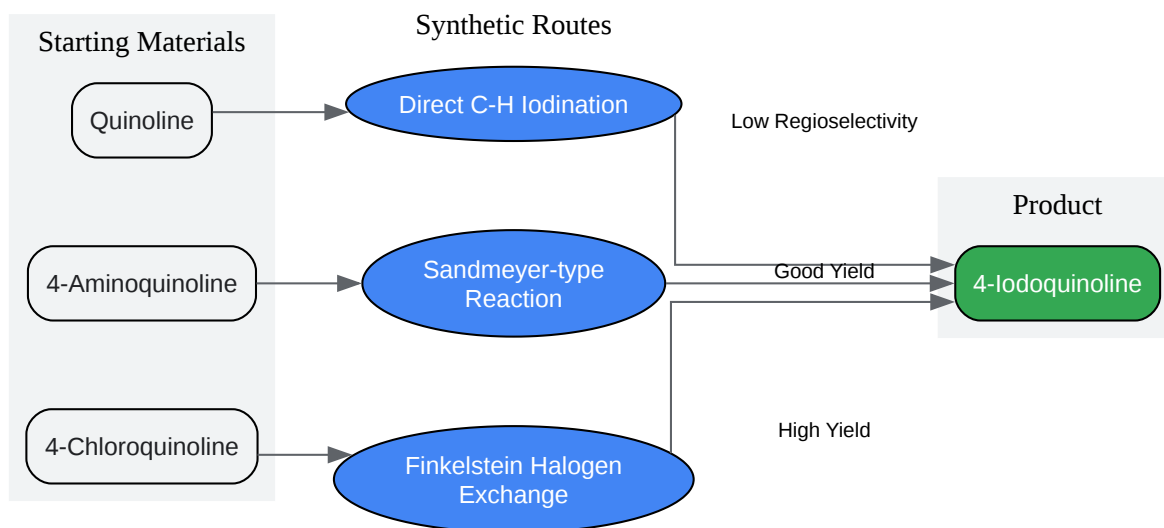 Starting Materials
Synthetic Routes
Quinoline
Direct C-H Iodination
Low Regioselectivity
Product
4-Aminoquinoline
Sandmeyer-type
Reaction
Good Yield
4-Iodoquinoline
4-Chloroquinoline
Finkelstein Halogen
Exchange
High Yield